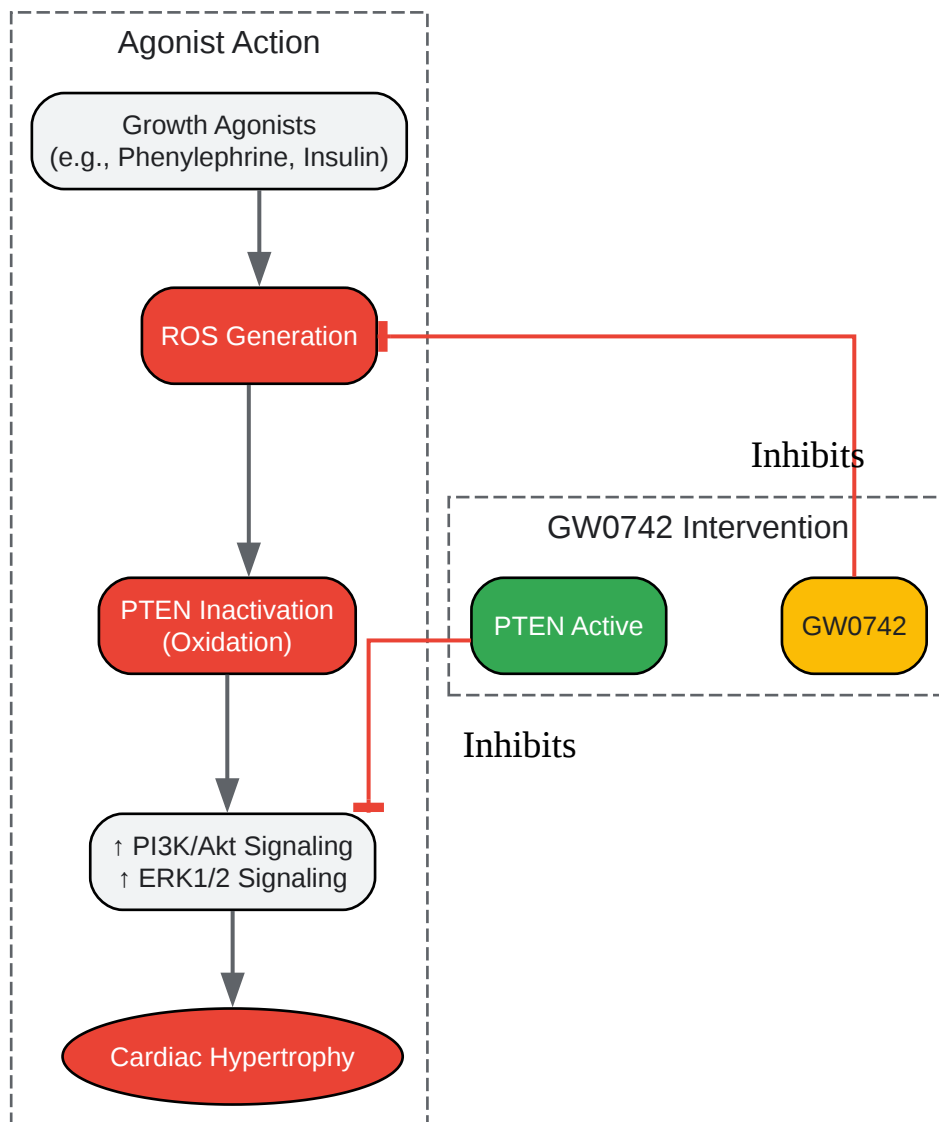 Agonist Action
Growth Agonists
(e.g., Phenylephrine, Insulin)
ROS Generation
Inhibits
GW0742 Intervention
PTEN Inactivation
(Oxidation)
PTEN Active
GW0742
Inhibits
↑ PI3K/Akt Signaling
↑ ERK1/2 Signaling
Cardiac Hypertrophy